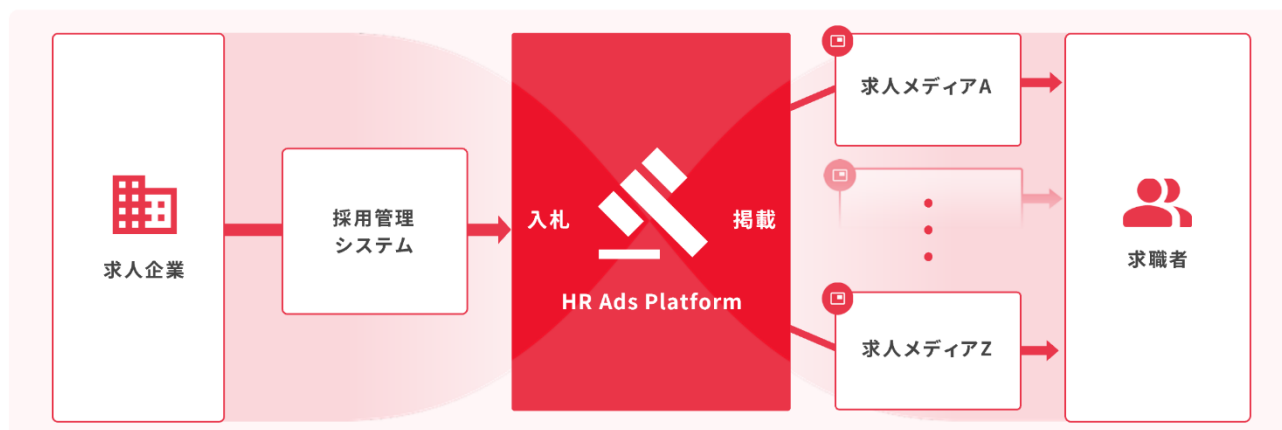 求人企業
採用管理
システム
入札
掲載
HR Ads Platform
求人メディアA
求人メディアZ
求職者